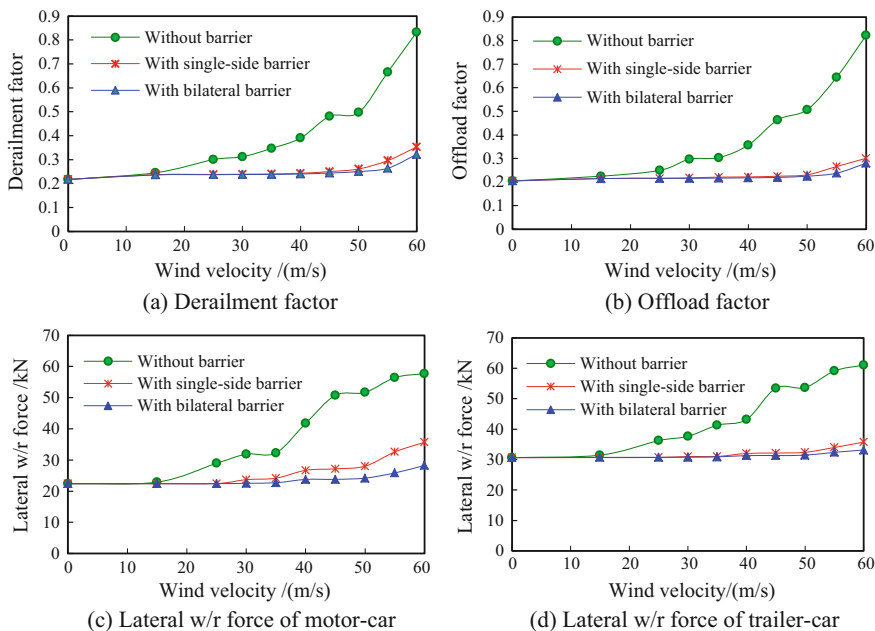 0.9
0.8
0.7
0.6
0.5
0.4
0.3
0.2
0.1
0
Derailment fator
Without barrier
With single-side barrier
With bilateral barrier
0 10 20 30 40 50 60
Wind velocity /(m/s)
(a) Derailment factor
0.9
0.8
0.7
0.6
0.5
0.4
0.3
0.2
0.1
0
Offload factor
Without barrier
With single-side barrier
With bilateral barrier
0 10 20 30 40 50 60
Wind velocity /(m/s)
(b) Offload factor
70
60
50
40
30
20
10
0
Lateral w/r force /kN
Without barrier
With single-side barrier
With bilateral barrier
0 10 20 30 40 50 60
Wind velocity /(m/s)
(c) Lateral w/r force of motor-car
70
60
50
40
30
20
10
0
Lateral w/r force /kN
Without barrier
With single-side barrier
With bilateral barrier
0 10 20 30 40 50 60
Wind velocity/(m/s)
(d) Lateral w/r force of trailer-car